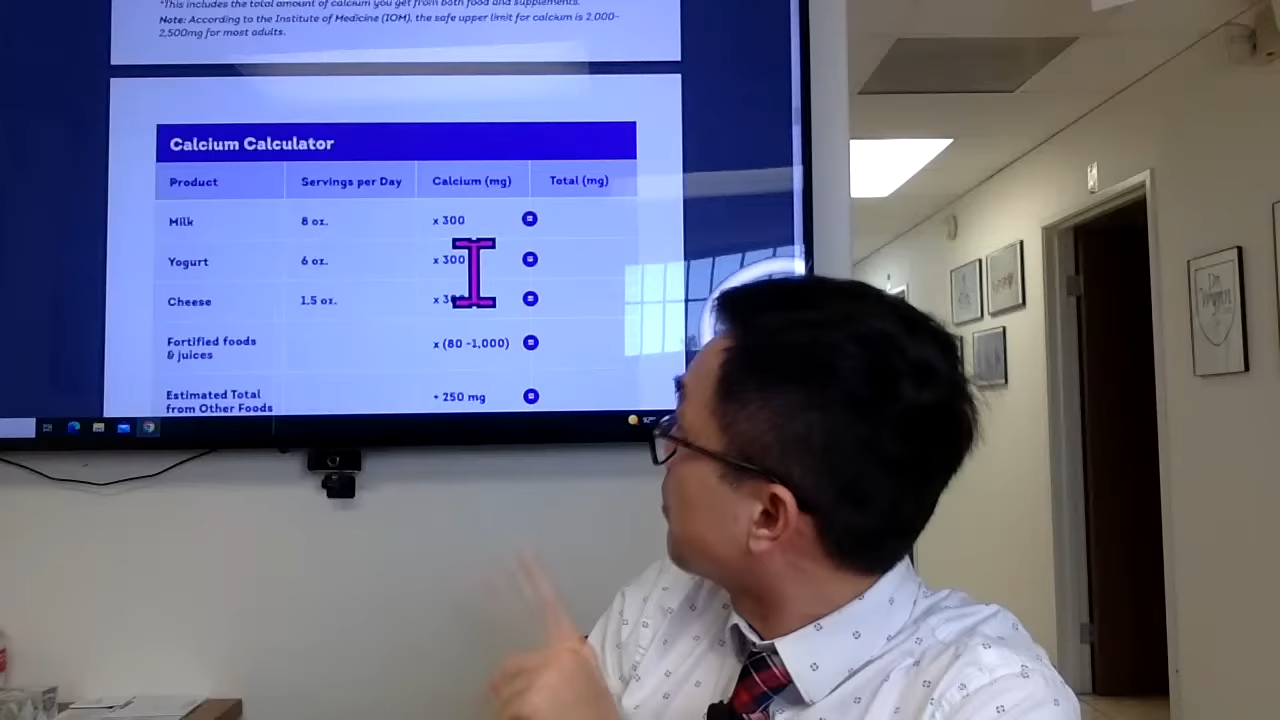 *This includes the total amount of calcium you get from both food and supplements.
Note: According to the Institute of Medicine (IOM), the safe upper limit for calcium is 2,000-
2,500mg for most adults.
Calcium Calculator
Product Servings per Day Calcium (mg) Total (mg)
Milk 8 oz. x 300 =
Yogurt 6 oz. x 300 =
Cheese 1.5 oz. =
Fortified foods
& juices x (80 -1,000) =
Estimated Total
from Other Foods + 250 mg =
Dr.